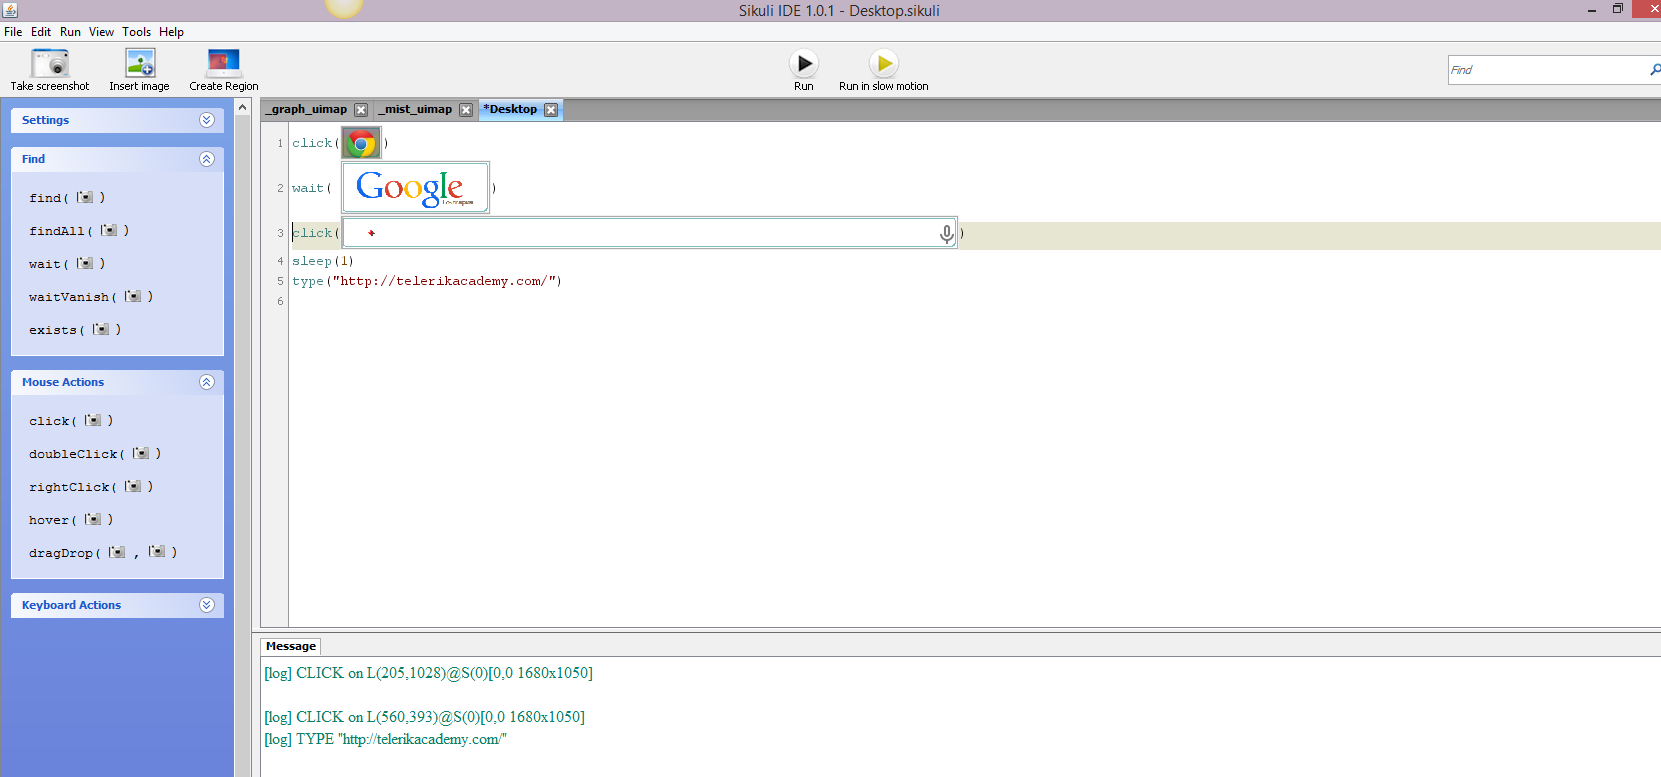 Sikuli IDE 1.0.1 - Desktop.sikuli
File Edit Run View Tools Help
Take screenshot Insert image Create Region Run Run in slow motion Find
Settings
Find
find( )
findAll( )
wait( )
waitVanish( )
exists( )
Mouse Actions
click( )
doubleClick( )
rightClick( )
hover( )
dragDrop( , )
Keyboard Actions
_graph_uimap _mist_uimap *Desktop
1 click( )
2 wait( Google )
3 click( )
4 sleep(1)
5 type("http://telerikacademy.com/")
6
Message
[log] CLICK on L(205,1028)@S(0)[0,0 1680x1050]
[log] CLICK on L(560,393)@S(0)[0,0 1680x1050]
[log] TYPE "http://telerikacademy.com/"